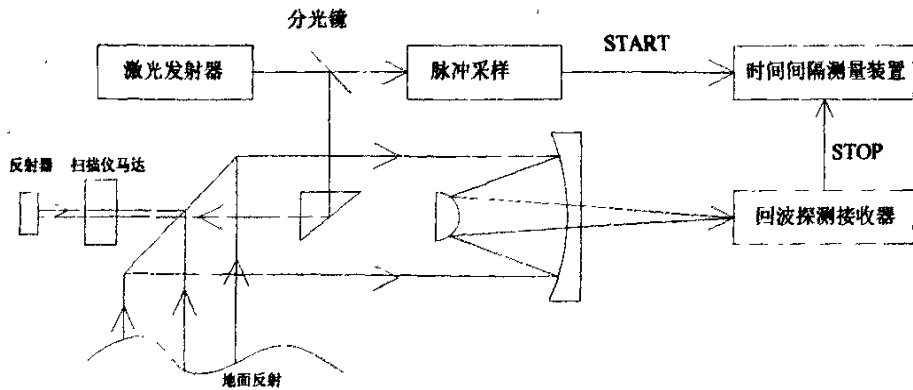 分光镜
START
激光发射器
脉冲采样
时间间隔测量装置
STOP
反射器
扫描仪马达
回波探测接收器
地面反射